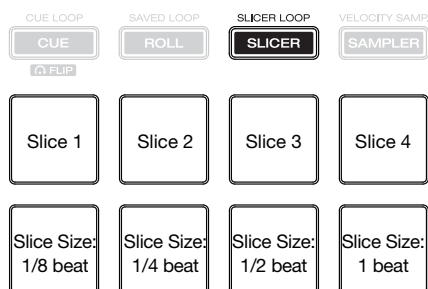 CUE LOOP SAVED LOOP SLICER LOOP VELOCITY SAMP.
CUE ROLL SLICER SAMPLER
FLIP
Slice 1 Slice 2 Slice 3 Slice 4
Slice Size: Slice Size: Slice Size: Slice Size:
1/8 beat 1/4 beat 1/2 beat 1 beat